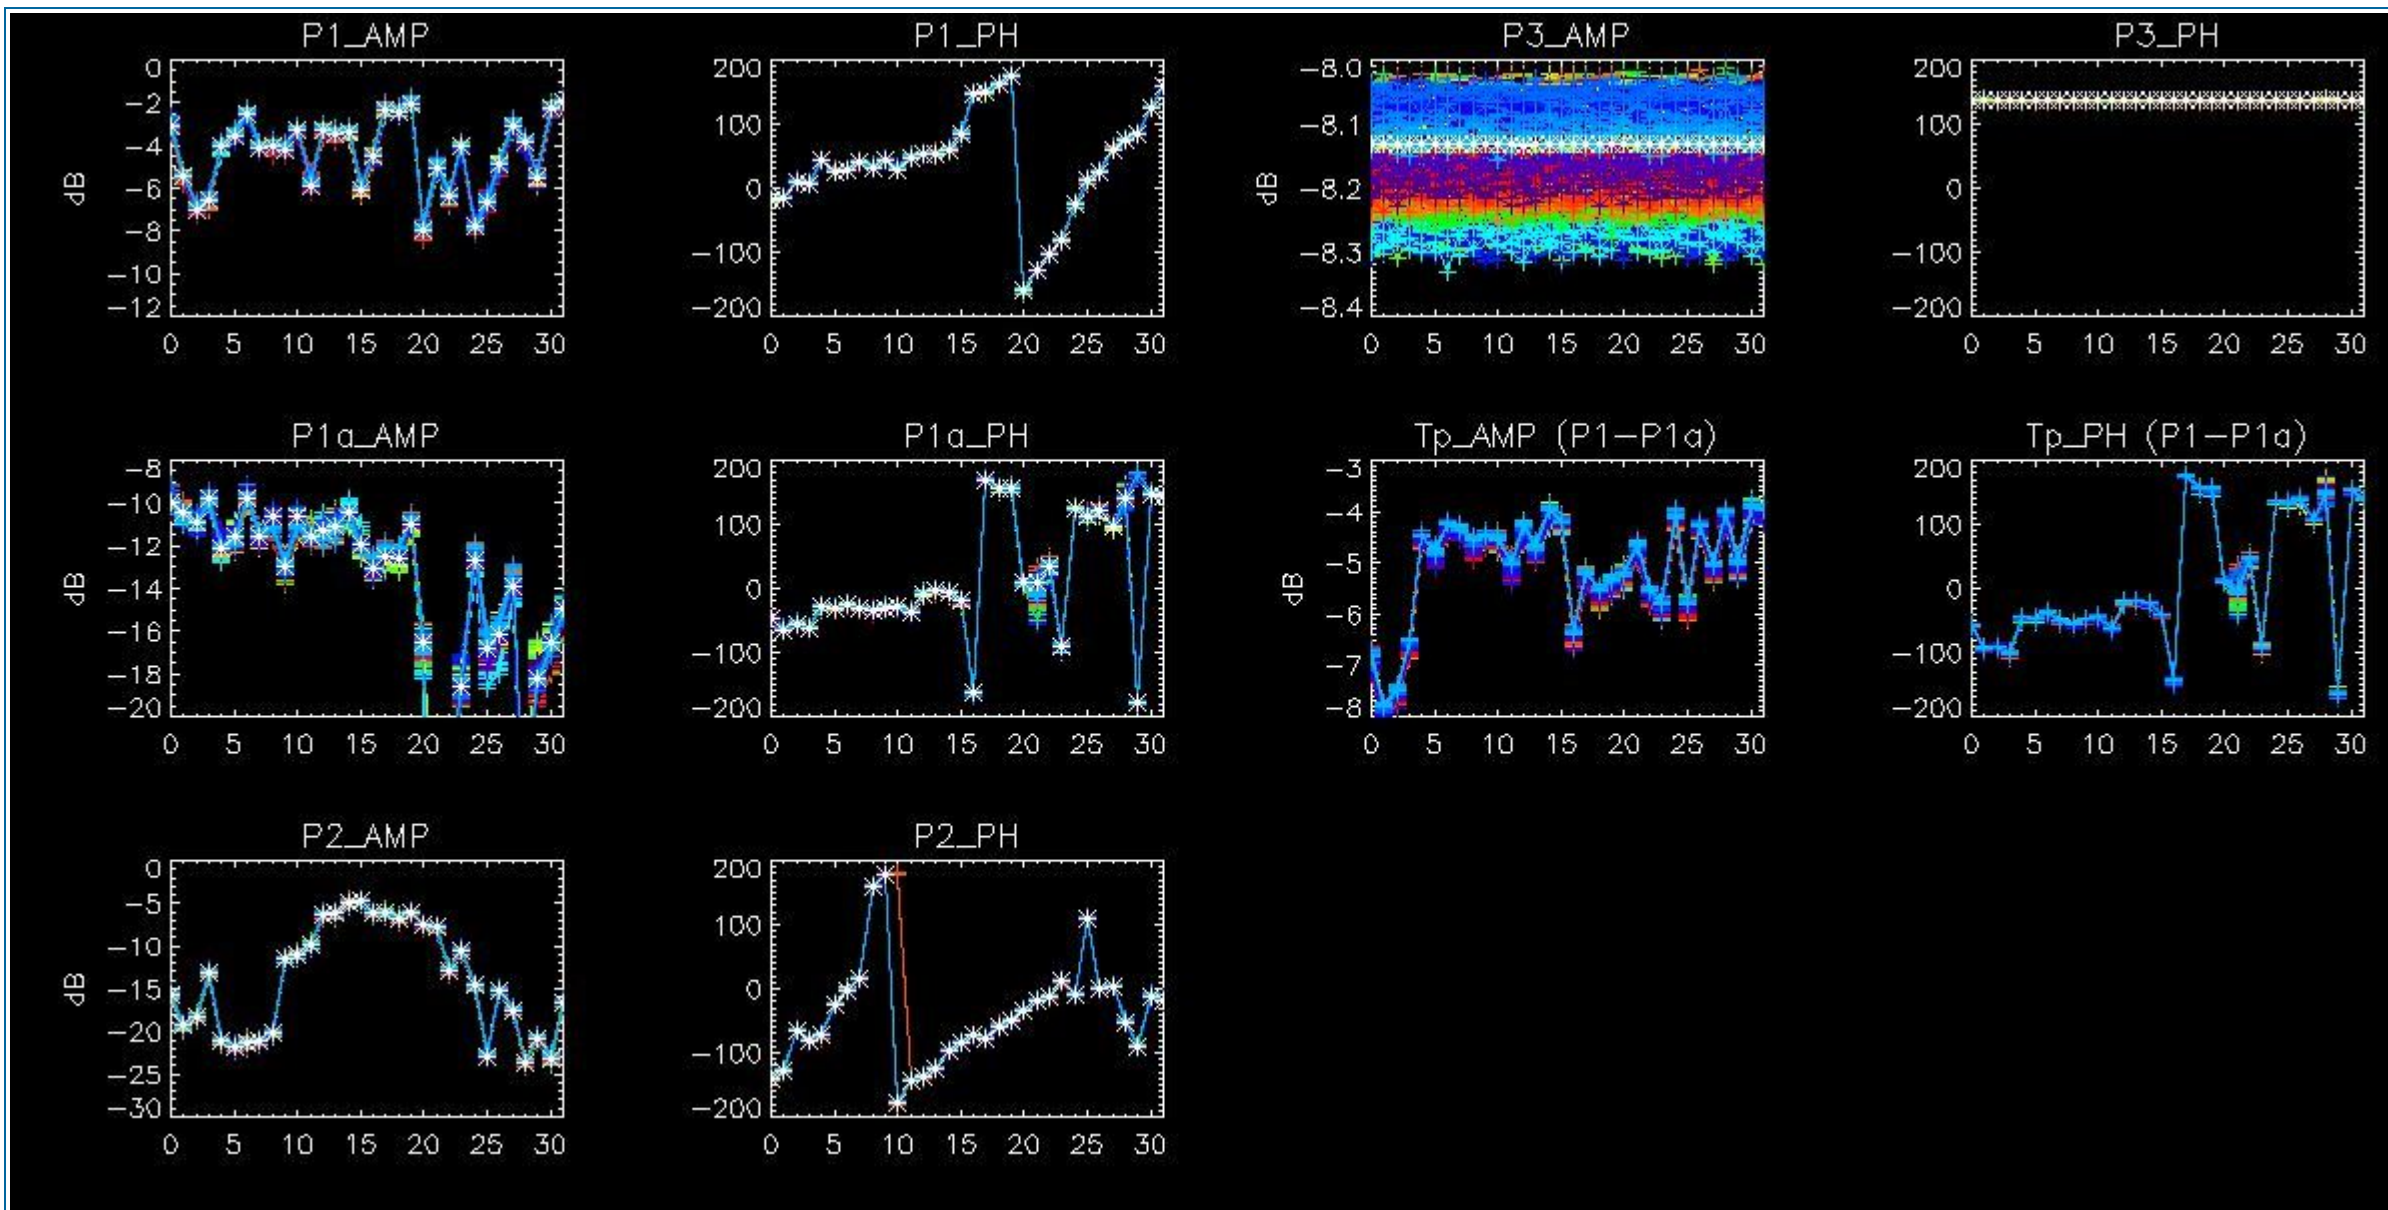 P1_AMP P1_PH P3_AMP P3_PH
0 200 -8.0 200
-2 -8.1
-4 100 100
dB -6 0 dB -8.2 0
-8 -100 -8.3 -100
-10
-12 -200 -8.4 -200
0 5 10 15 20 25 30 0 5 10 15 20 25 30 0 5 10 15 20 25 30 0 5 10 15 20 25 30
P1a_AMP P1a_PH Tp_AMP (P1-P1a) Tp_PH (P1-P1a)
-8 200 -3 200
-10 100 -4 100
-12 -5
dB -14 0 dB 0
-16 -100 -6 -100
-18 -7
-20 -200 -8 -200
0 5 10 15 20 25 30 0 5 10 15 20 25 30 0 5 10 15 20 25 30 0 5 10 15 20 25 30
P2_AMP P2_PH
0 200
-5 100
-10
dB -15 0
-20 -100
-25
-30 -200
0 5 10 15 20 25 30 0 5 10 15 20 25 30